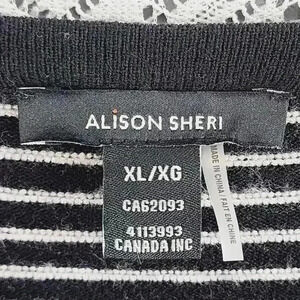 ALISON SHERI
XL/XG
CA62093
4113993
CANADA INC
MADE IN CHINA / FAIT EN CHINE